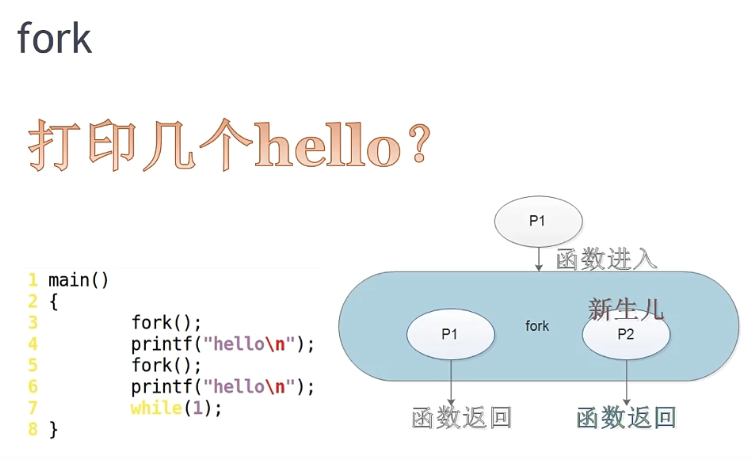 fork
打印几个hello？
P1
函数进入
新生儿
P1
fork
P2
函数返回
函数返回
1 main()
2 {
3 fork();
4 printf("hello\n");
5 fork();
6 printf("hello\n");
7 while(1);
8 }